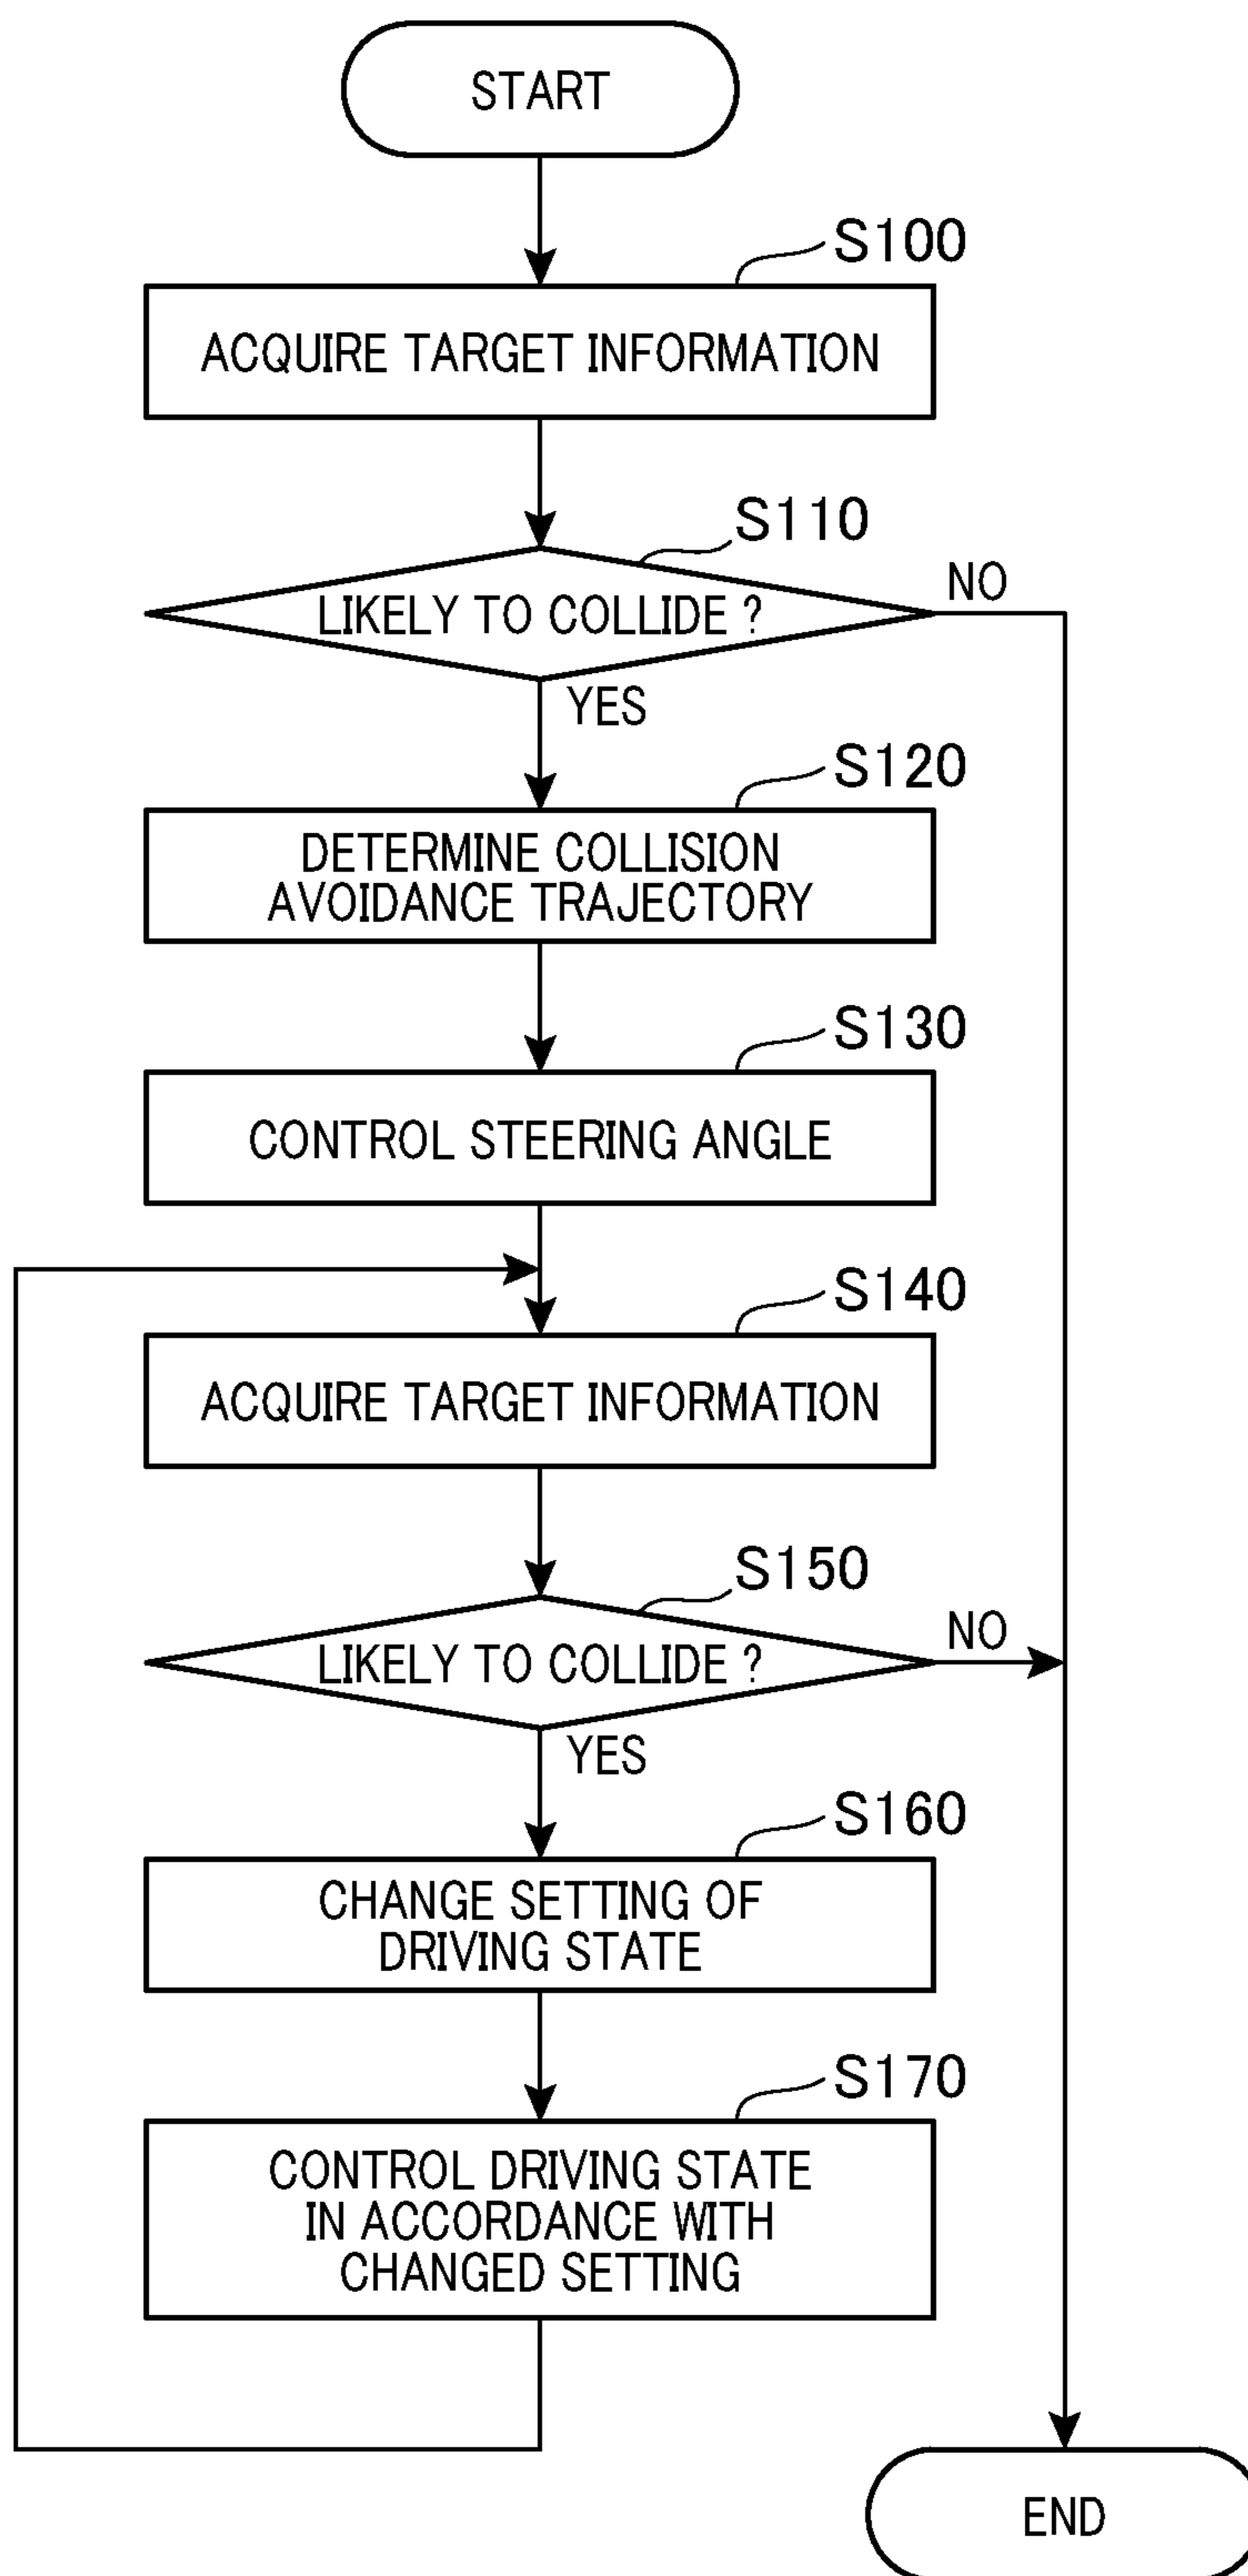 START
S100
ACQUIRE TARGET INFORMATION
S110
LIKELY TO COLLIDE ?
NO
YES
S120
DETERMINE COLLISION
AVOIDANCE TRAJECTORY
S130
CONTROL STEERING ANGLE
S140
ACQUIRE TARGET INFORMATION
S150
LIKELY TO COLLIDE ?
NO
YES
S160
CHANGE SETTING OF
DRIVING STATE
S170
CONTROL DRIVING STATE
IN ACCORDANCE WITH
CHANGED SETTING
END